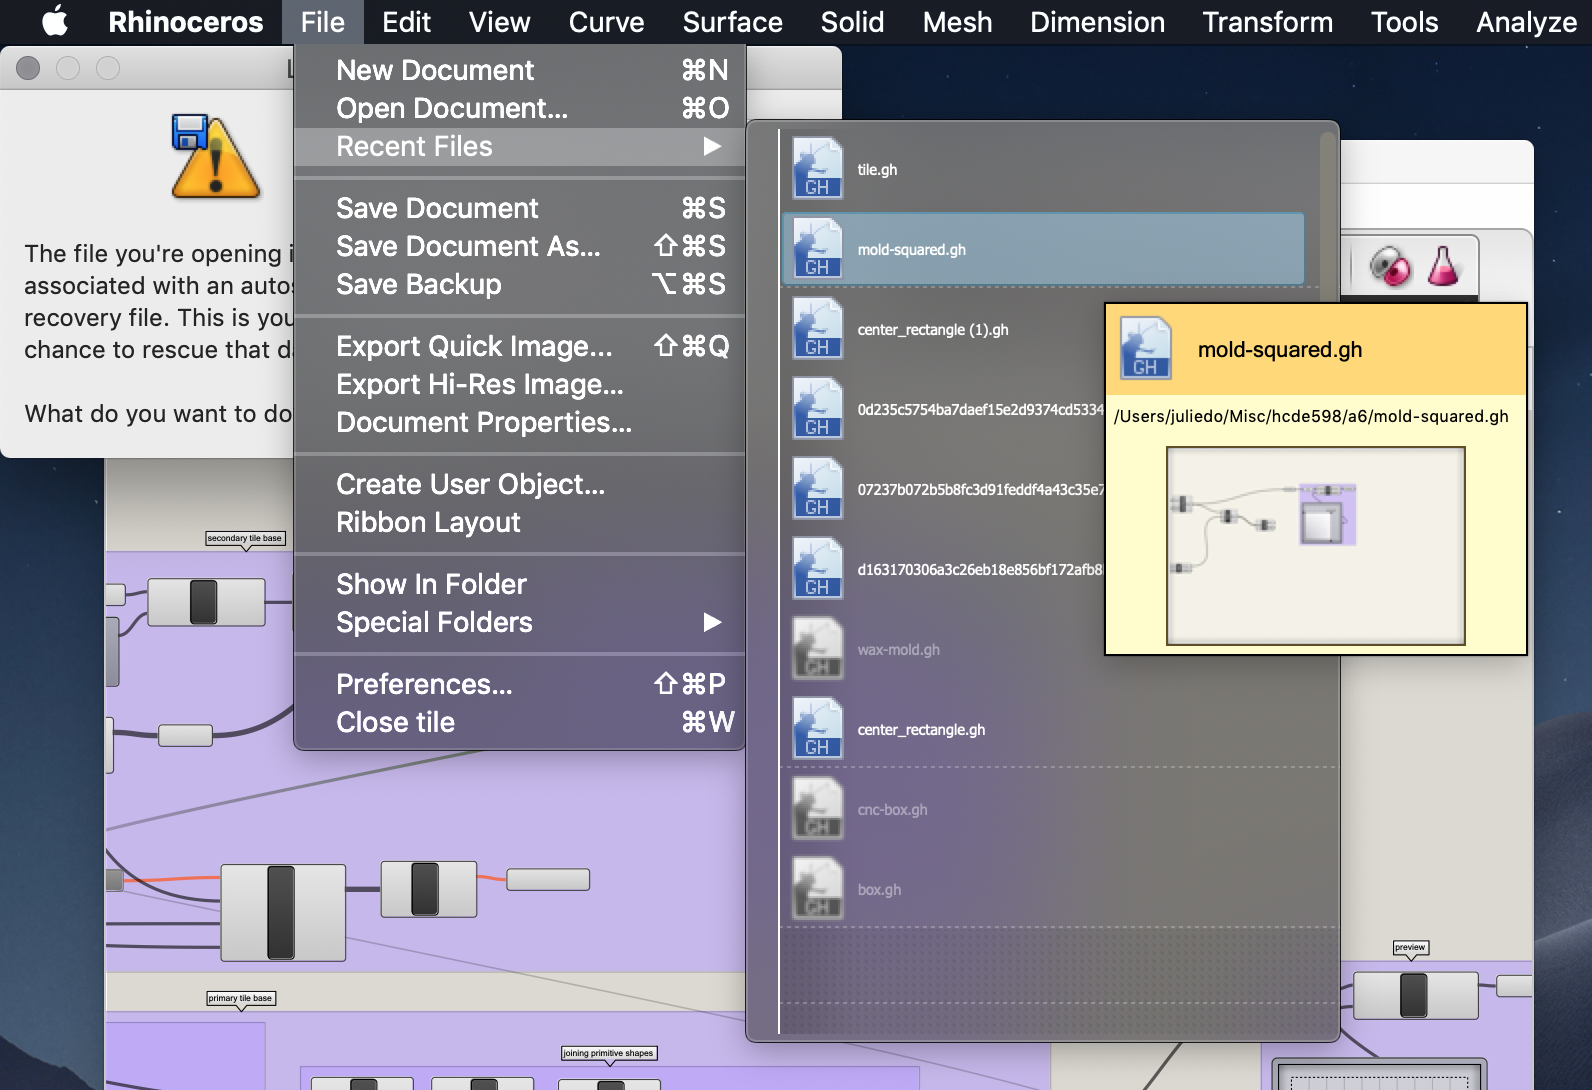 Rhinoceros File Edit View Curve Surface Solid Mesh Dimension Transform Tools Analyze
The file you're opening
associated with an
recovery file. This is
chance to rescue that
What do you want to do
New Document ⌘N
Open Document... ⌘O
Recent Files ▶
Save Document ⌘S
Save Document As... ⇧⌘S
Save Backup ⌥⌘S
Export Quick Image... ⇧⌘Q
Export Hi-Res Image...
Document Properties...
Create User Object...
Ribbon Layout
Show In Folder
Special Folders ▶
Preferences... ⇧⌘P
Close tile ⌘W
GH tile.gh
GH mold-squared.gh
GH center_rectangle (1).gh
GH 0d235c5754ba7daef15e2d9374cd5334
GH 07237b072b5b8fc3d91feddf4a43c35e7
GH d163170306a3c26eb18e856bf172afb8
GH wax-mold.gh
GH center_rectangle.gh
GH cnc-box.gh
GH box.gh
GH mold-squared.gh
/Users/juliedo/Misc/hcde598/a6/mold-squared.gh
secondary tile base
primary tile base
joining primitive shapes
preview